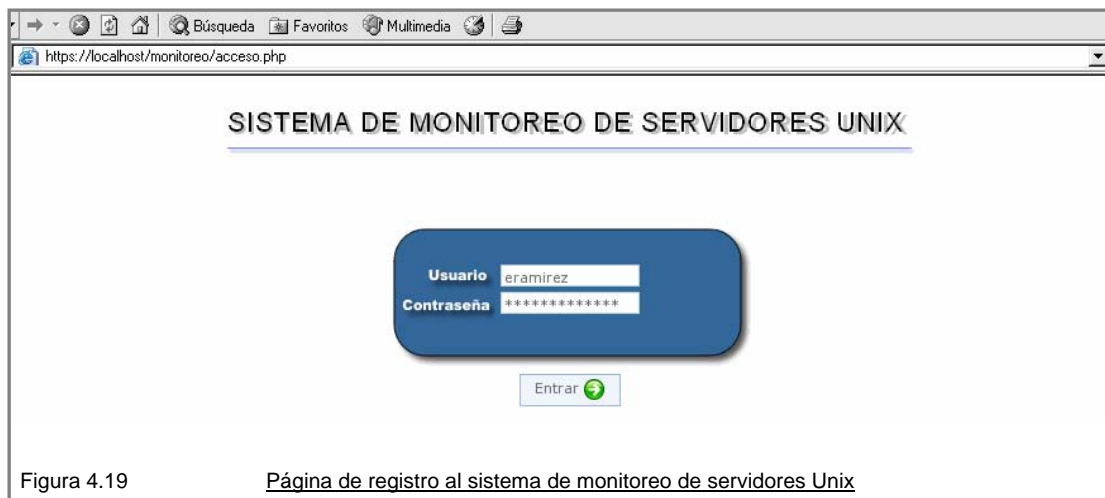 Búsqueda Favoritos Multimedia
https://localhost/monitoreo/acceso.php
SISTEMA DE MONITOREO DE SERVIDORES UNIX
Usuario eramirez
Contraseña *************
Entrar
Figura 4.19 Página de registro al sistema de monitoreo de servidores Unix